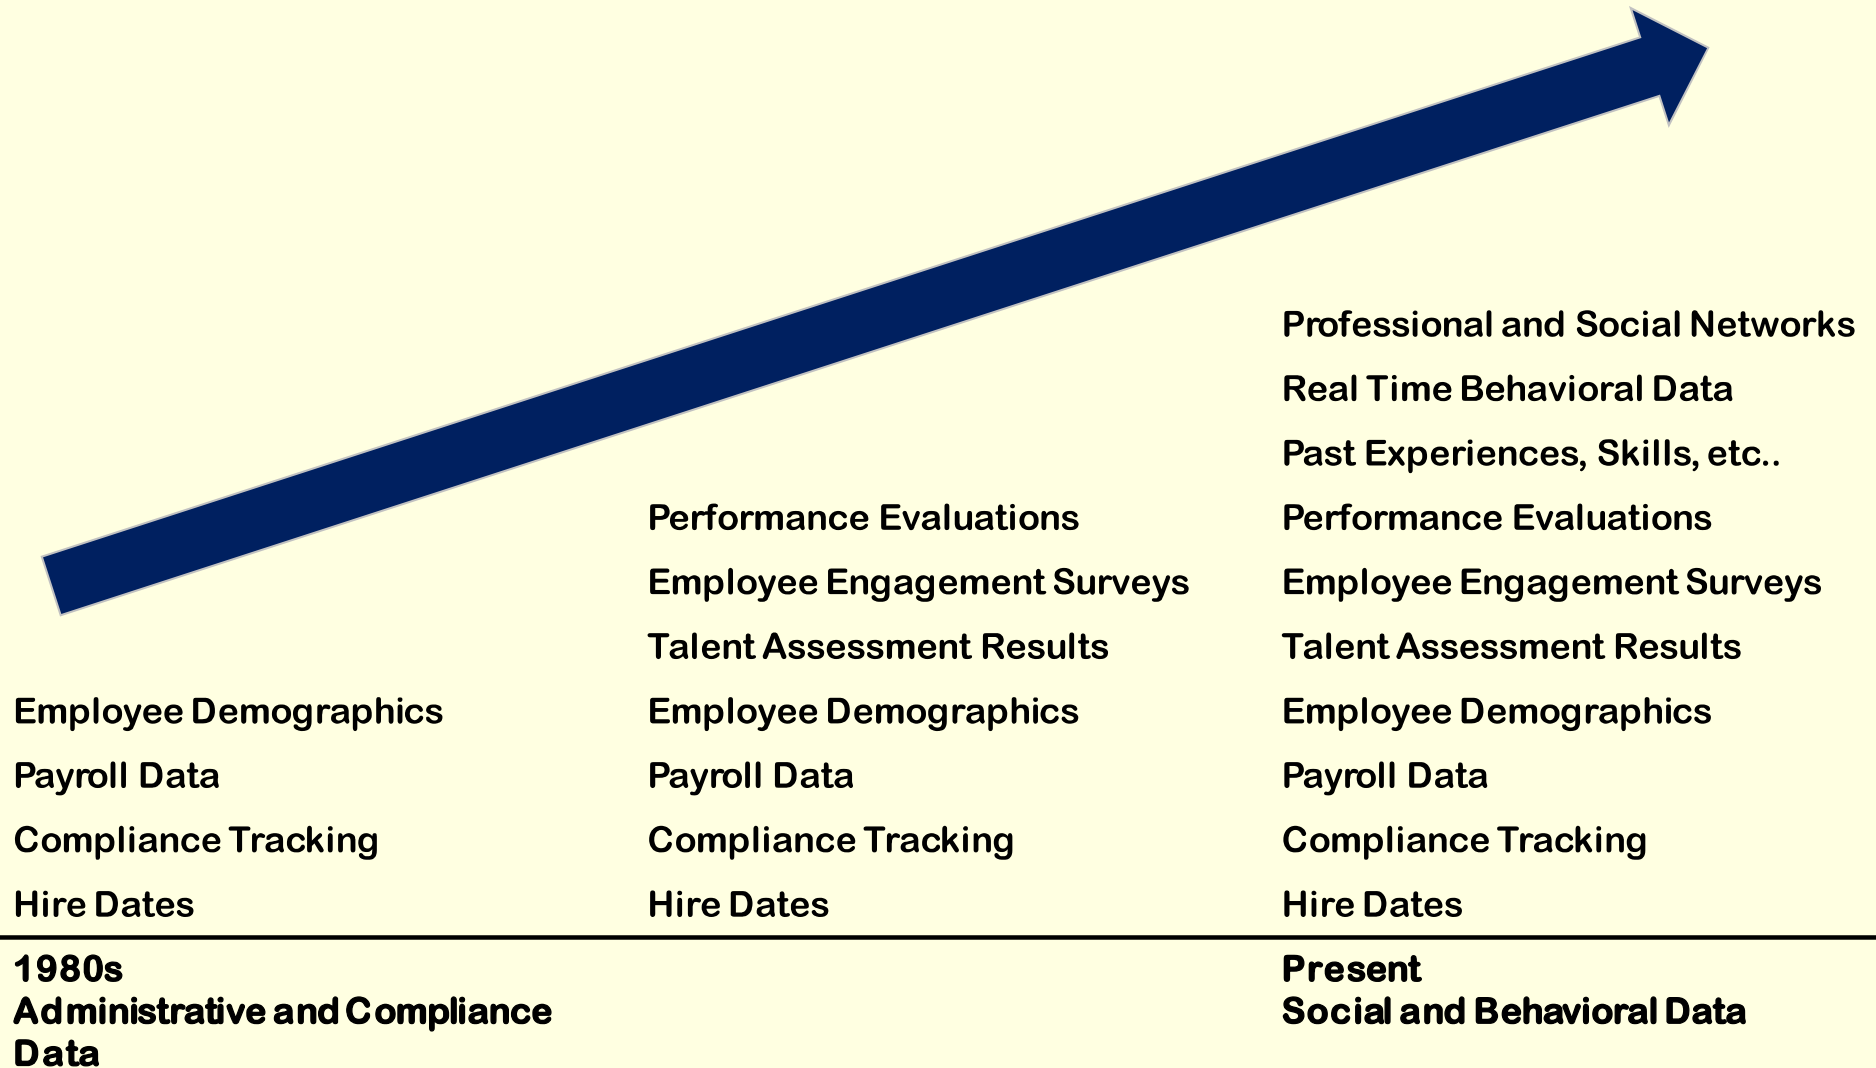 Professional and Social Networks
Real Time Behavioral Data
Past Experiences, Skills, etc..
Performance Evaluations
Performance Evaluations
Employee Engagement Surveys
Employee Engagement Surveys
Talent Assessment Results
Talent Assessment Results
Employee Demographics
Employee Demographics
Employee Demographics
Payroll Data
Payroll Data
Payroll Data
Compliance Tracking
Compliance Tracking
Compliance Tracking
Hire Dates
Hire Dates
Hire Dates
1980s
Administrative and Compliance
Data
Present
Social and Behavioral Data